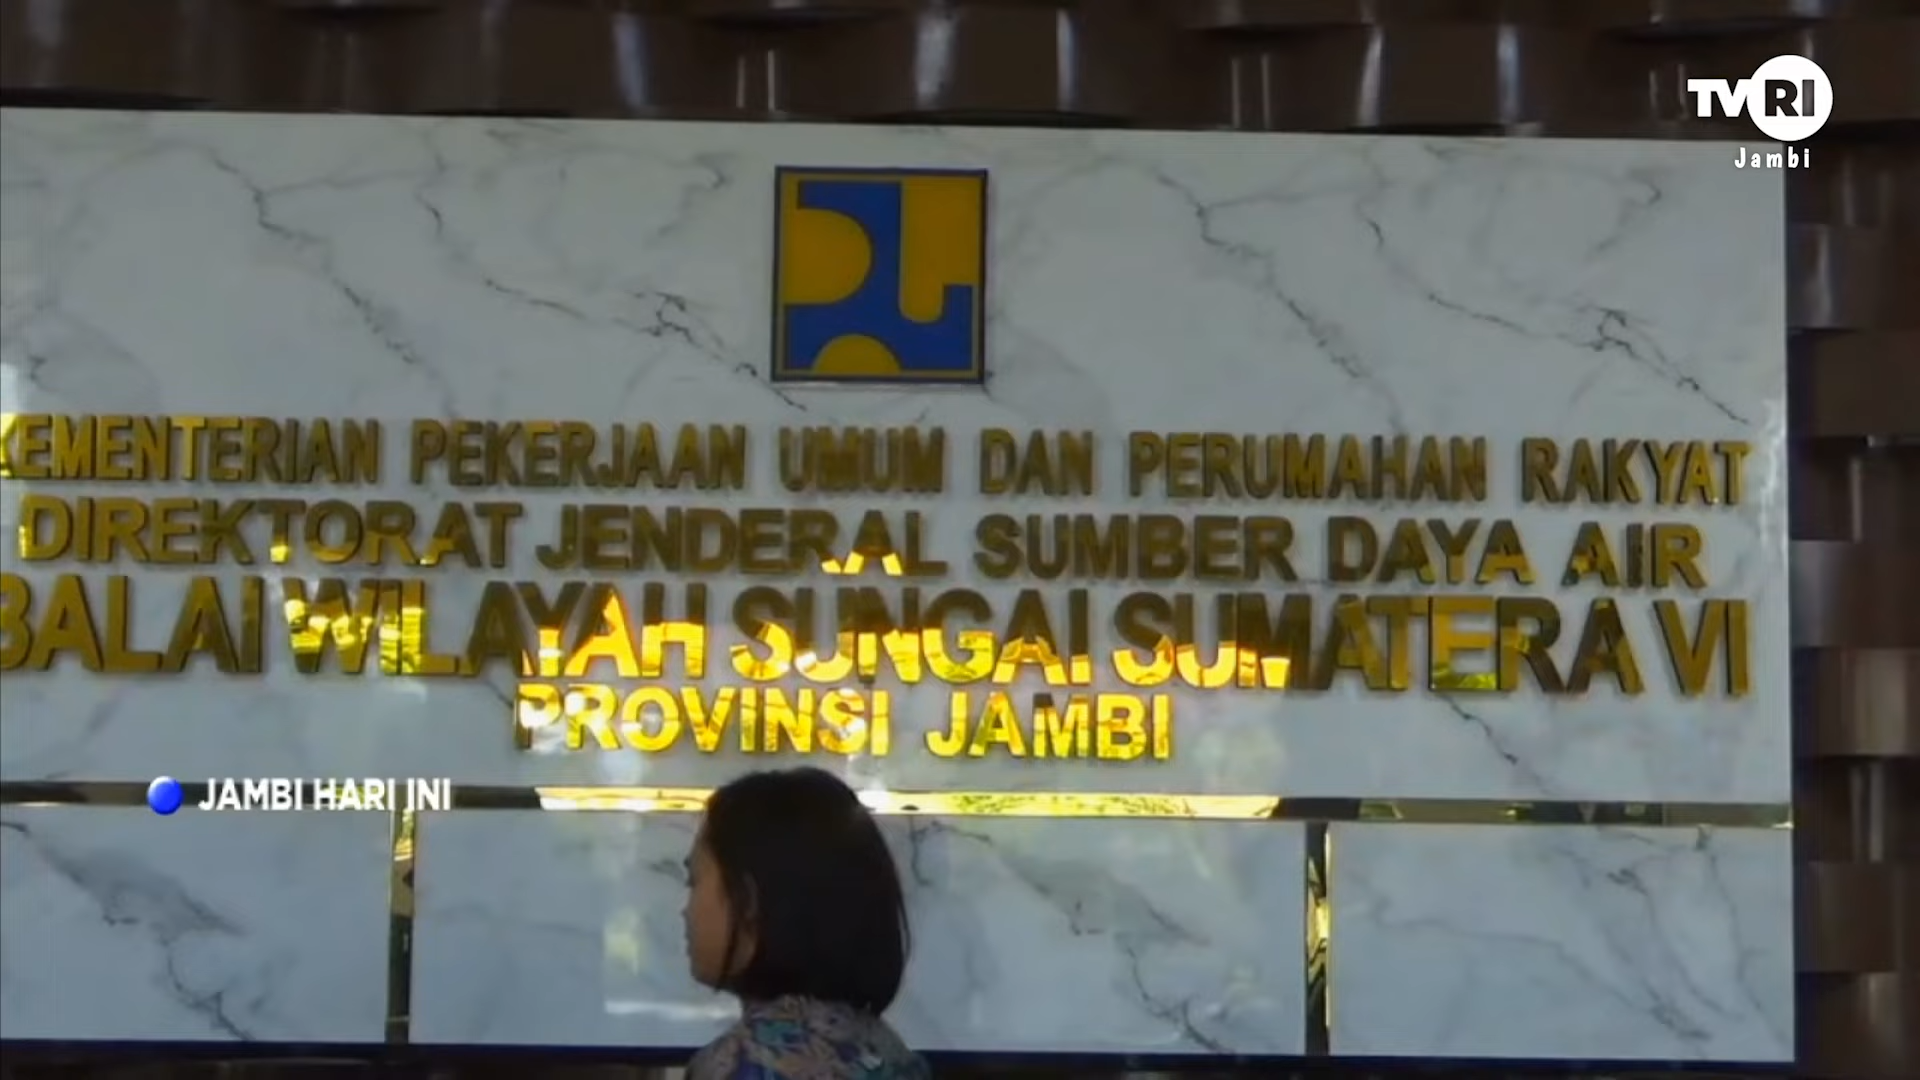 TVRI
Jambi
KEMENTERIAN PEKERJAAN UMUM DAN PERUMAHAN RAKYAT
DIREKTORAT JENDERAL SUMBER DAYA AIR
BALAI WILAYAH SUNGAI SUMATERA VI
PROVINSI JAMBI
JAMBI HARI INI